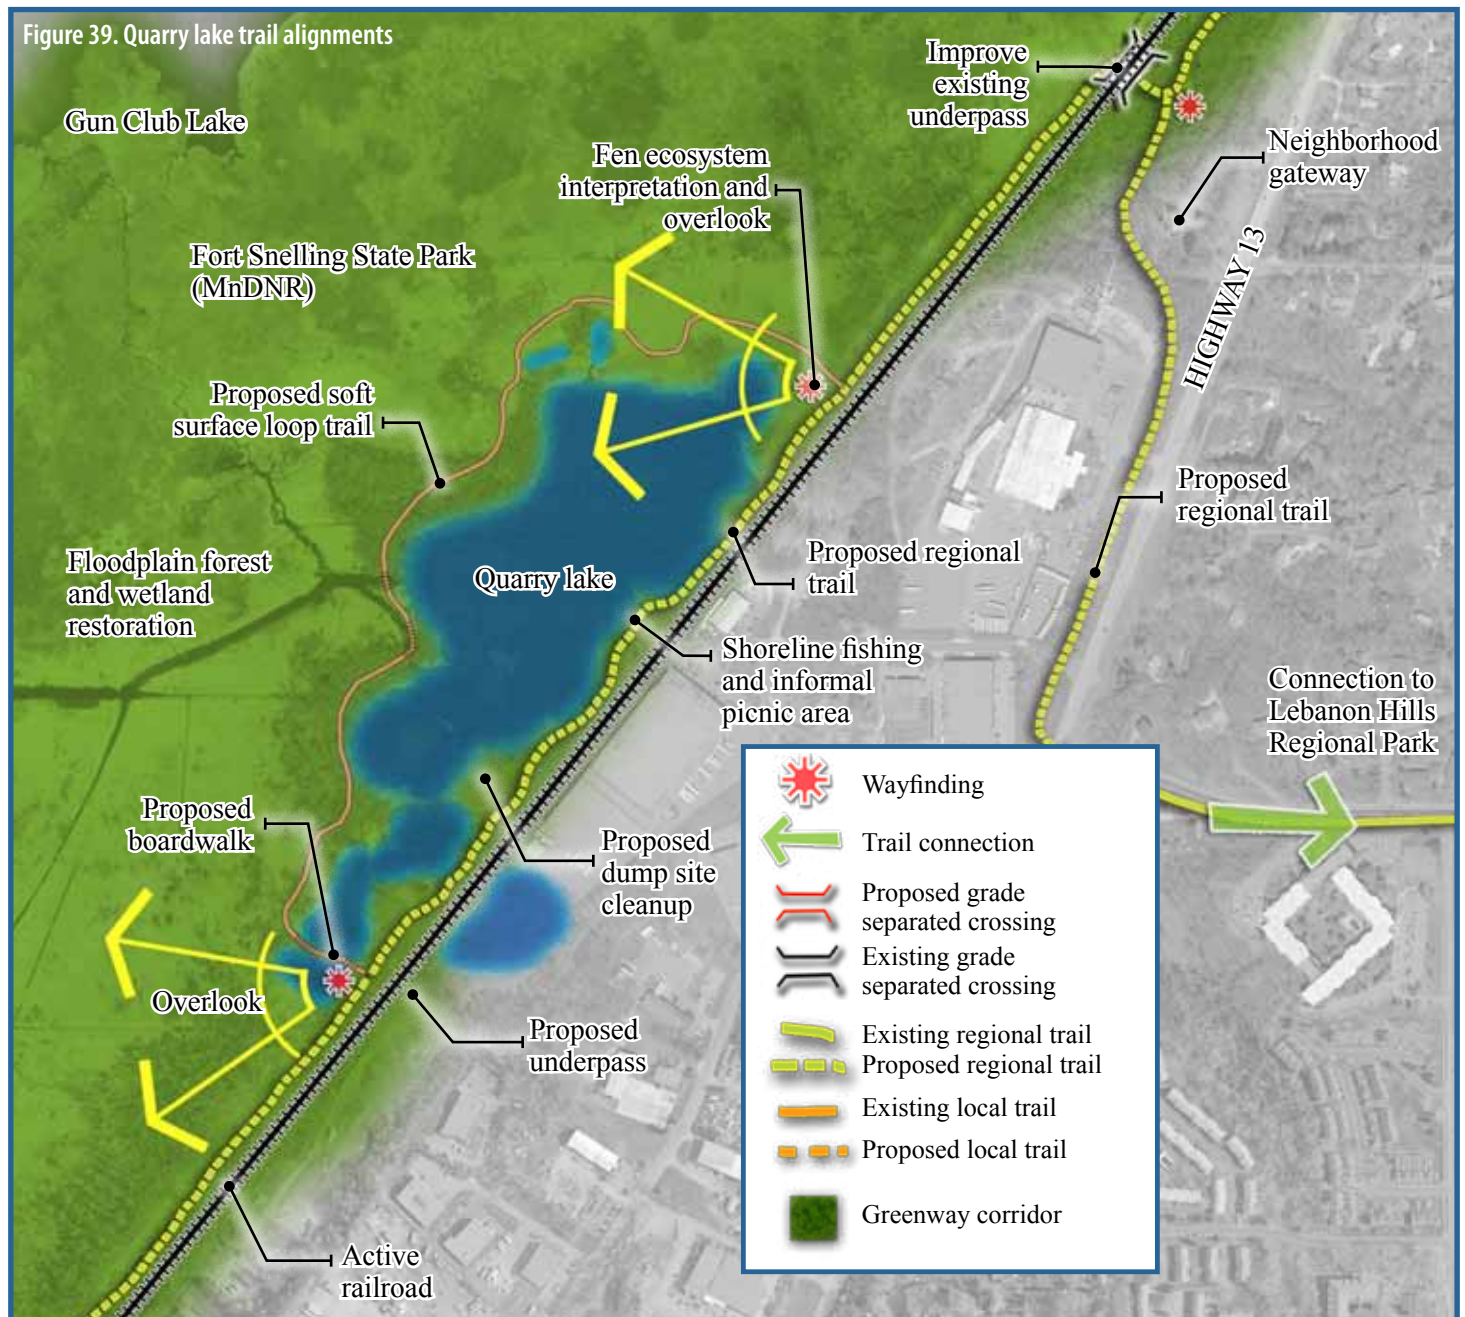 Figure 39. Quarry lake trail alignments
Gun Club Lake
Improve
existing
underpass
Neighborhood
gateway
Fen ecosystem
interpretation and
overlook
Fort Snelling State Park
(MnDNR)
HIGHWAY 13
Proposed soft
surface loop trail
Proposed
regional trail
Floodplain forest
and wetland
restoration
Quarry lake
Proposed regional
trail
Shoreline fishing
and informal
picnic area
Connection to
Lebanon Hills
Regional Park
Proposed
boardwalk
Proposed
dump site
cleanup
Overlook
Proposed
underpass
Active
railroad
Wayfinding
Trail connection
Proposed grade
separated crossing
Existing grade
separated crossing
Existing regional trail
Proposed regional trail
Existing local trail
Proposed local trail
Greenway corridor